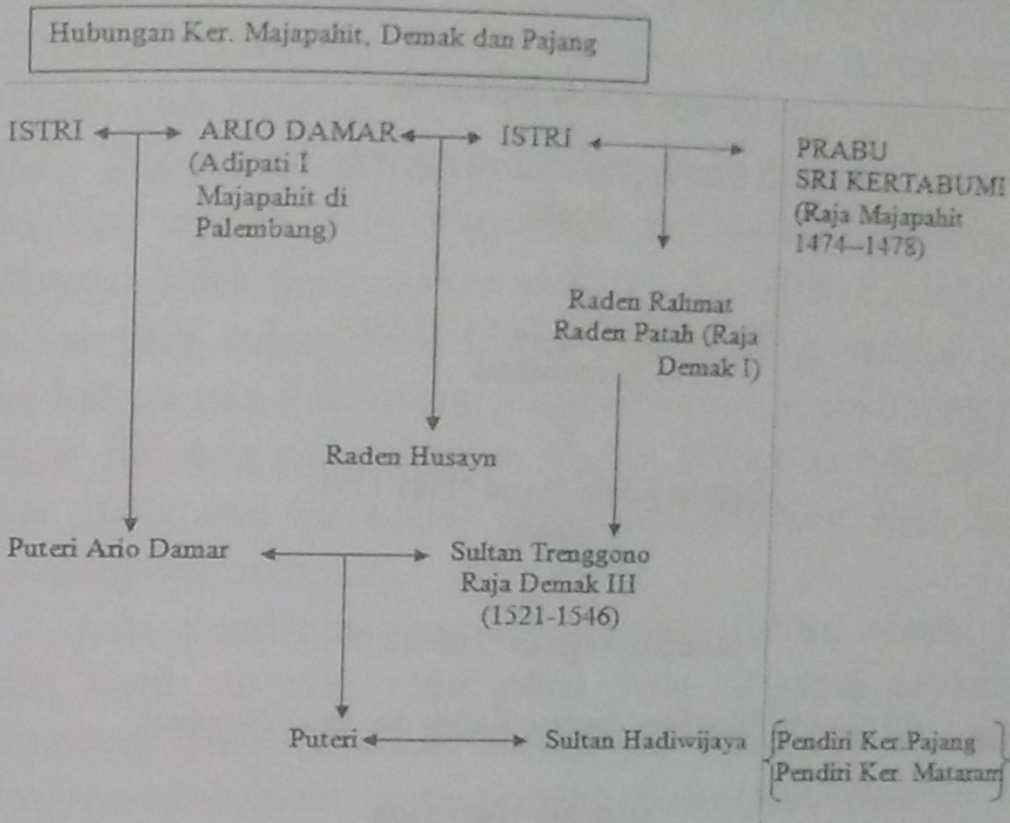 Hubungan Ker. Majapahit, Demak dan Pajang
ISTRI ARIO DAMAR ISTRI
(Adipati I
Majapahit di
Palembang)
PRABU
SRI KERTABUMI
(Raja Majapahit
1474–1478)
Raden Rahmat
Raden Patah (Raja
Demak I)
Raden Husayn
Puteri Ario Damar
Sultan Trenggono
Raja Demak III
(1521-1546)
Puteri Sultan Hadiwijaya
Pendiri Ker.Pajang
Pendiri Ker. Mataram